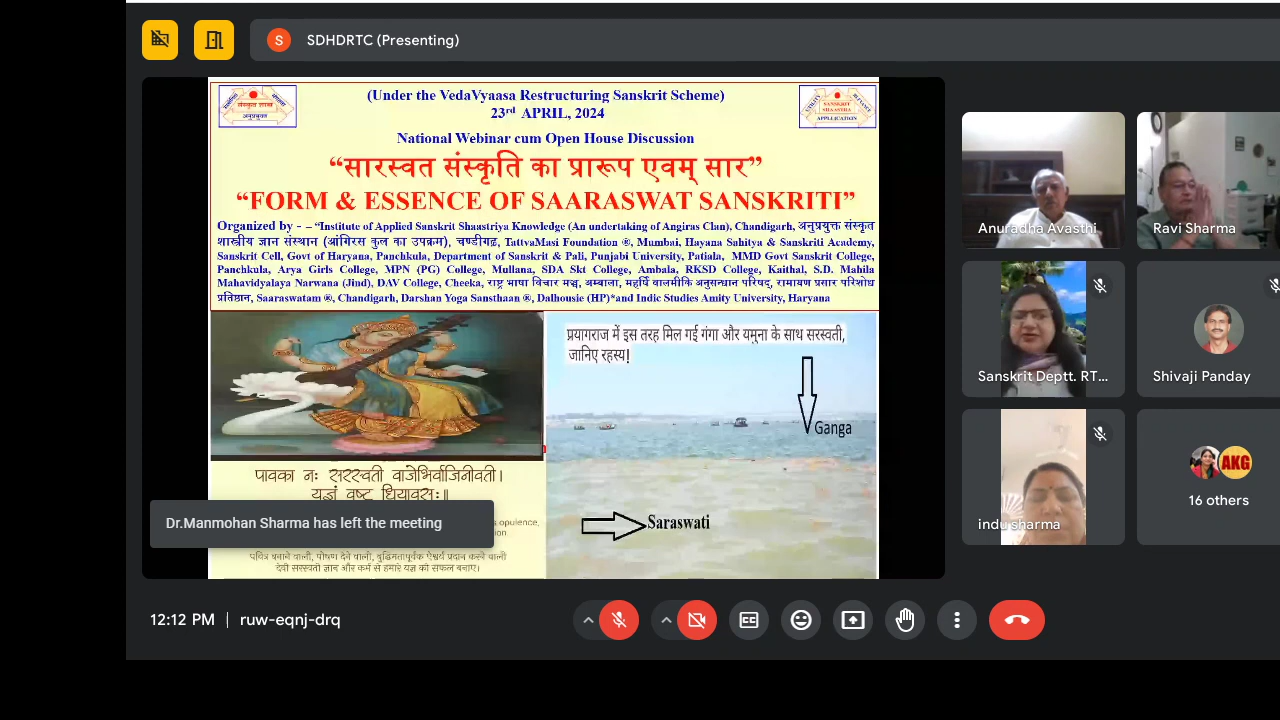 SDHDRTC (Presenting)
(Under the VedaVyaasa Restructuring Sanskrit Scheme)
23rd APRIL, 2024
National Webinar cum Open House Discussion
“सारस्वत संस्कृति का प्रारूप एवम् सार”
“FORM & ESSENCE OF SAARASWAT SANSKRITI”
Organized by - – “Institute of Applied Sanskrit Shaastriya Knowledge (An undertaking of Angiras Clan), Chandigarh, अनुप्रयुक्त संस्कृत
शास्त्रीय ज्ञान संस्थान (आंगिरस कुल का उपक्रम), चण्डीगढ़, TattvaMasi Foundation ®, Mumbai, Hayana Sahitya & Sanskriti Academy,
Sanskrit Cell, Govt of Haryana, Panchkula, Department of Sanskrit & Pali, Punjabi University, Patiala, MMD Govt Sanskrit College,
Panchkula, Arya Girls College, MPN (PG) College, Mullana, SDA Skt College, Ambala, RKSD College, Kaithal, S.D. Mahila
Mahavidyalaya Narwana (Jind), DAV College, Cheeka, राष्ट्र भाषा विचार मञ्च, अम्बाला, महर्षि वाल्मीकि अनुसन्धान परिषद्, रामायण प्रसार परिशोध
प्रतिष्ठान, Saaraswatam ®, Chandigarh, Darshan Yoga Sansthaan ®, Dalhousie (HP)*and Indic Studies Amity University, Haryana
संस्कृत शास्त्र
अनुप्रयुक्त
SANSKRIT
SHAASTRA
APPLICATION
प्रयागराज में इस तरह मिल गई गंगा और यमुना के साथ सरस्वती,
जानिए रहस्य!
Ganga
Saraswati
पावका नः सरस्वती वाजेभिर्वाजिनीवती।
यज्ञं वष्टु धियावसुः॥
opulence,
पवित्र बनाने वाली, पोषण देने वाली, बुद्धिमतापूर्वक ऐश्वर्य प्रदान करने वाली
देवी सरस्वती ज्ञान और कर्म से हमारे यज्ञ को सफल बनाएं।
Dr.Manmohan Sharma has left the meeting
Anuradha Avasthi
Ravi Sharma
Sanskrit Deptt. RT...
Shivaji Panday
indu sharma
AKG
16 others
12:12 PM | ruw-eqnj-drq